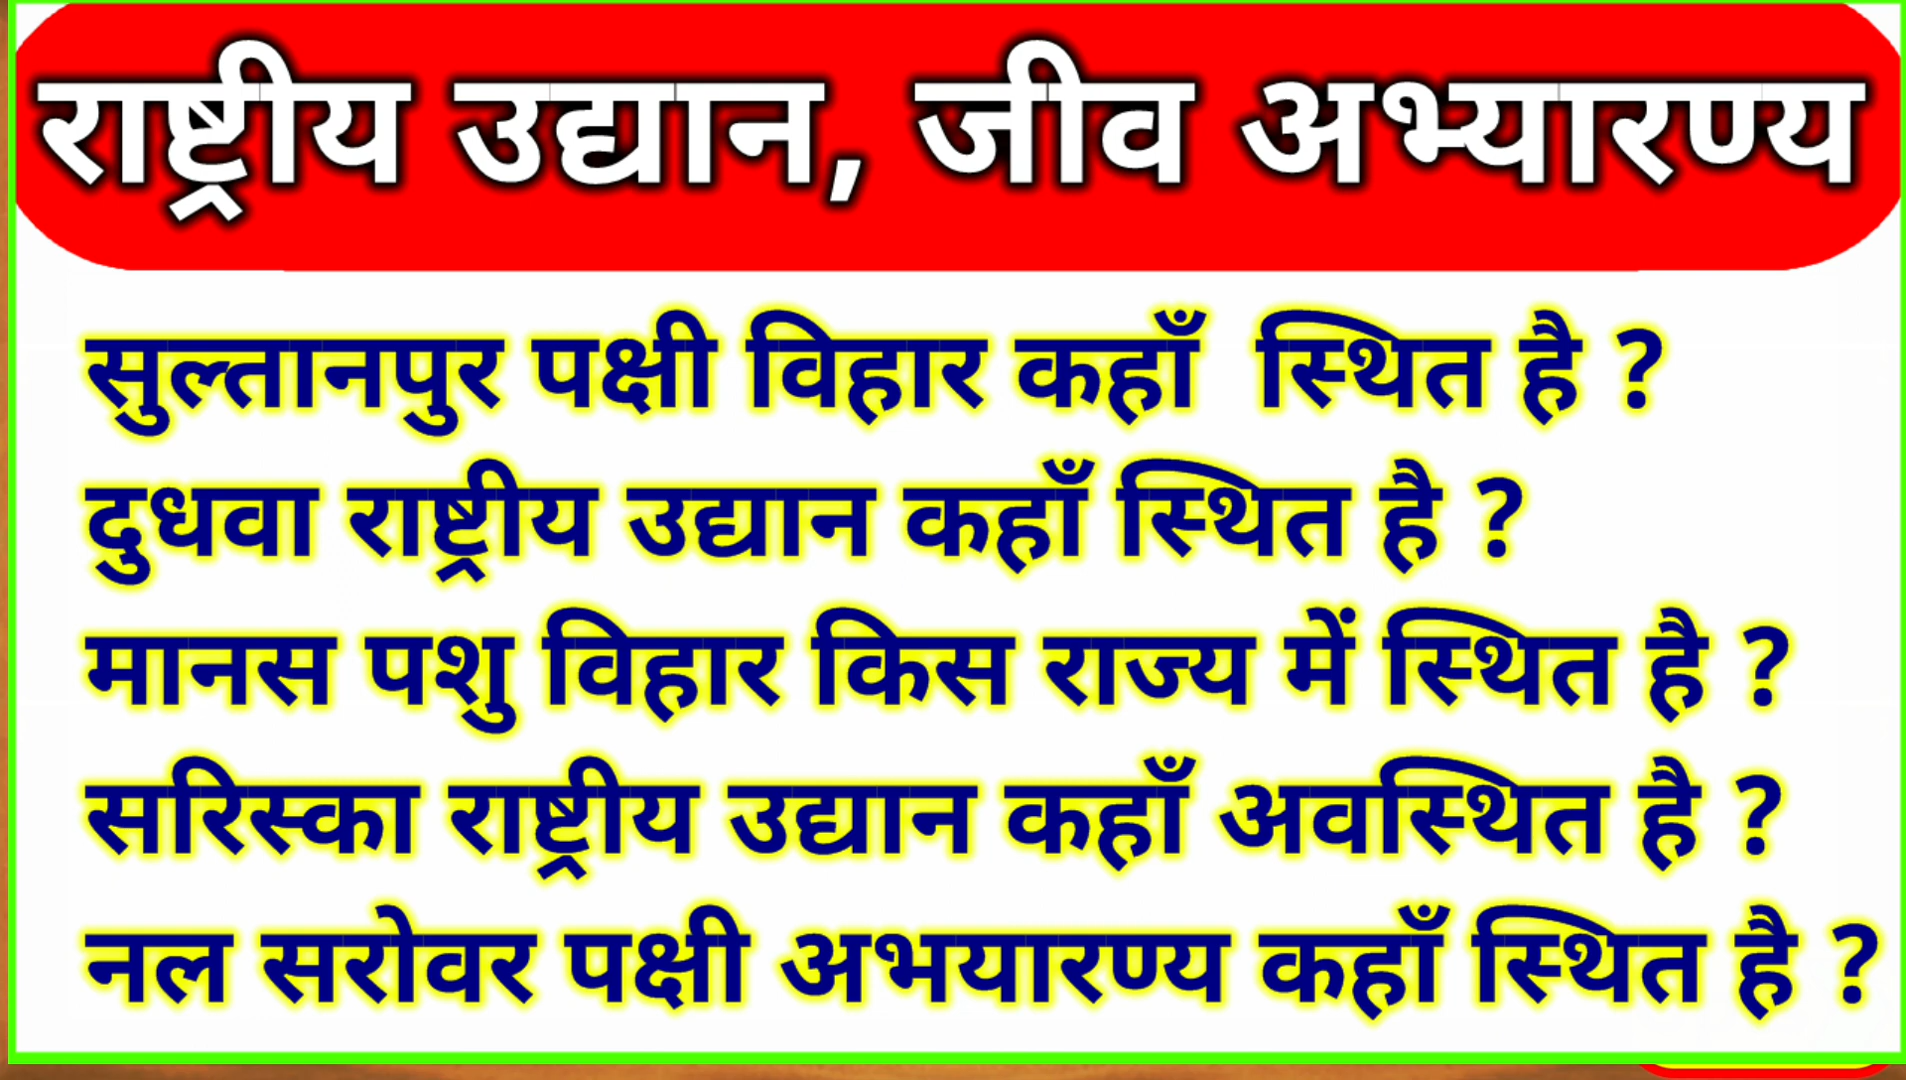 राष्ट्रीय उद्यान, जीव अभ्यारण्य
सुल्तानपुर पक्षी विहार कहाँ स्थित है ?
दुधवा राष्ट्रीय उद्यान कहाँ स्थित है ?
मानस पशु विहार किस राज्य में स्थित है ?
सरिस्का राष्ट्रीय उद्यान कहाँ अवस्थित है ?
नल सरोवर पक्षी अभयारण्य कहाँ स्थित है ?